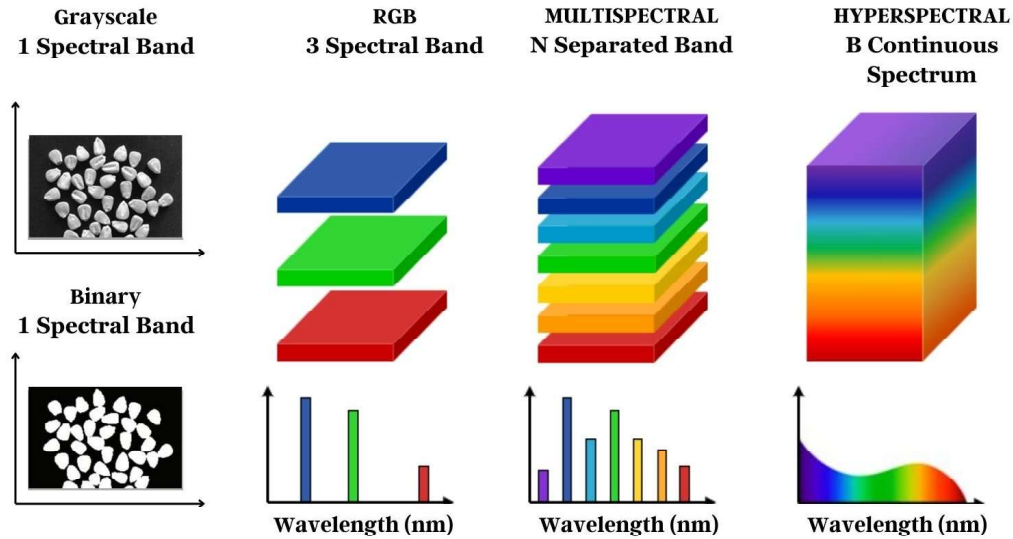 Grayscale
1 Spectral Band
Binary
1 Spectral Band
RGB
3 Spectral Band
Wavelength (nm)
MULTISPECTRAL
N Separated Band
Wavelength (nm)
HYPERSPECTRAL
B Continuous
Spectrum
Wavelength (nm)